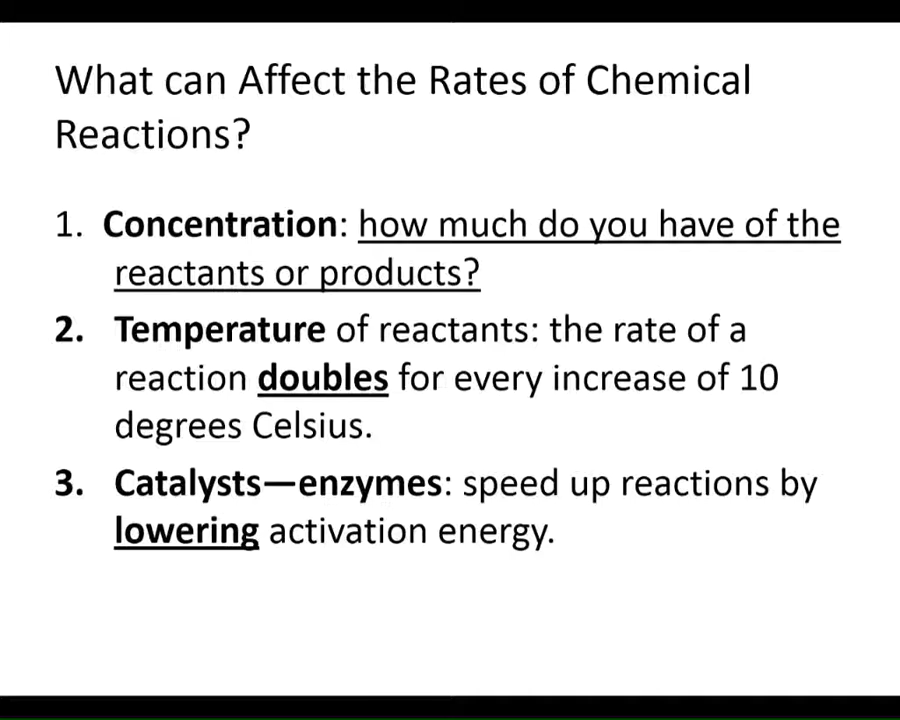 What can Affect the Rates of Chemical
Reactions?
1. Concentration: how much do you have of the
reactants or products?
2. Temperature of reactants: the rate of a
reaction doubles for every increase of 10
degrees Celsius.
3. Catalysts—enzymes: speed up reactions by
lowering activation energy.